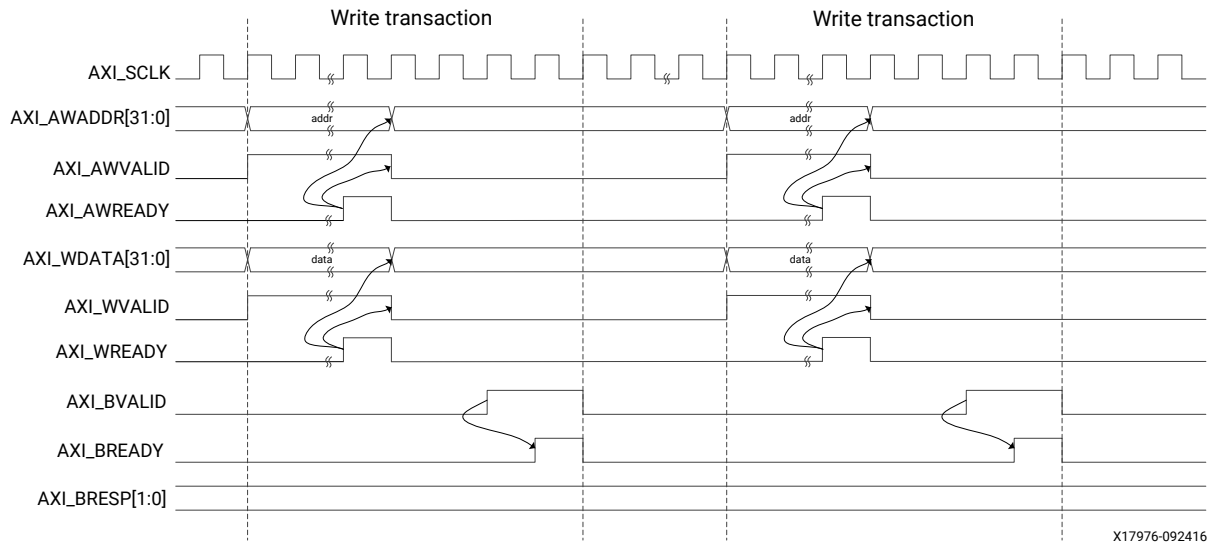 Write transaction Write transaction
AXI_SCLK
AXI_AWADDR[31:0] addr addr
AXI_AWVALID
AXI_AWREADY
AXI_WDATA[31:0] data data
AXI_WVALID
AXI_WREADY
AXI_BVALID
AXI_BREADY
AXI_BRESP[1:0]
X17976-092416